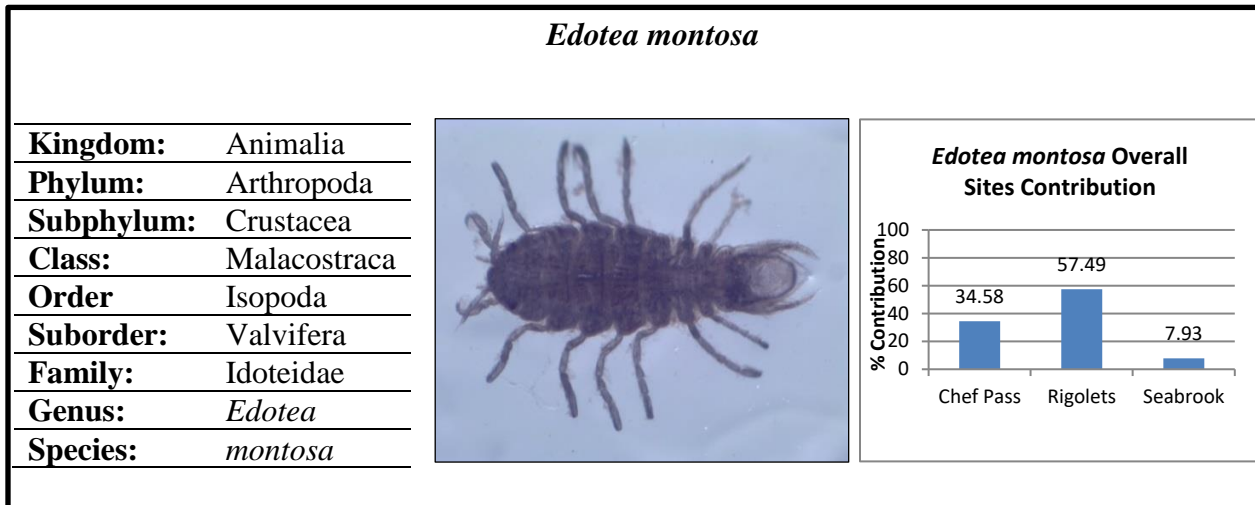 Edotea montosa
Kingdom: Animalia
Phylum: Arthropoda
Subphylum: Crustacea
Class: Malacostraca
Order Isopoda
Suborder: Valvifera
Family: Idoteidae
Genus: Edotea
Species: montosa
Edotea montosa Overall
Sites Contribution
% Contribution
100
80
60
40
20
0
34.58
57.49
7.93
Chef Pass Rigolets Seabrook